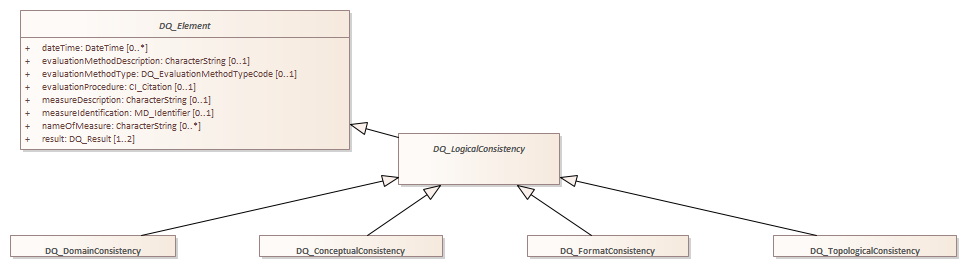 DQ_Element
+ dateTime: DateTime [0..*]
+ evaluationMethodDescription: CharacterString [0..1]
+ evaluationMethodType: DQ_EvaluationMethodTypeCode [0..1]
+ evaluationProcedure: CI_Citation [0..1]
+ measureDescription: CharacterString [0..1]
+ measureIdentification: MD_Identifier [0..1]
+ nameOfMeasure: CharacterString [0..*]
+ result: DQ_Result [1..2]
DQ_LogicalConsistency
DQ_DomainConsistency
DQ_ConceptualConsistency
DQ_FormatConsistency
DQ_TopologicalConsistency